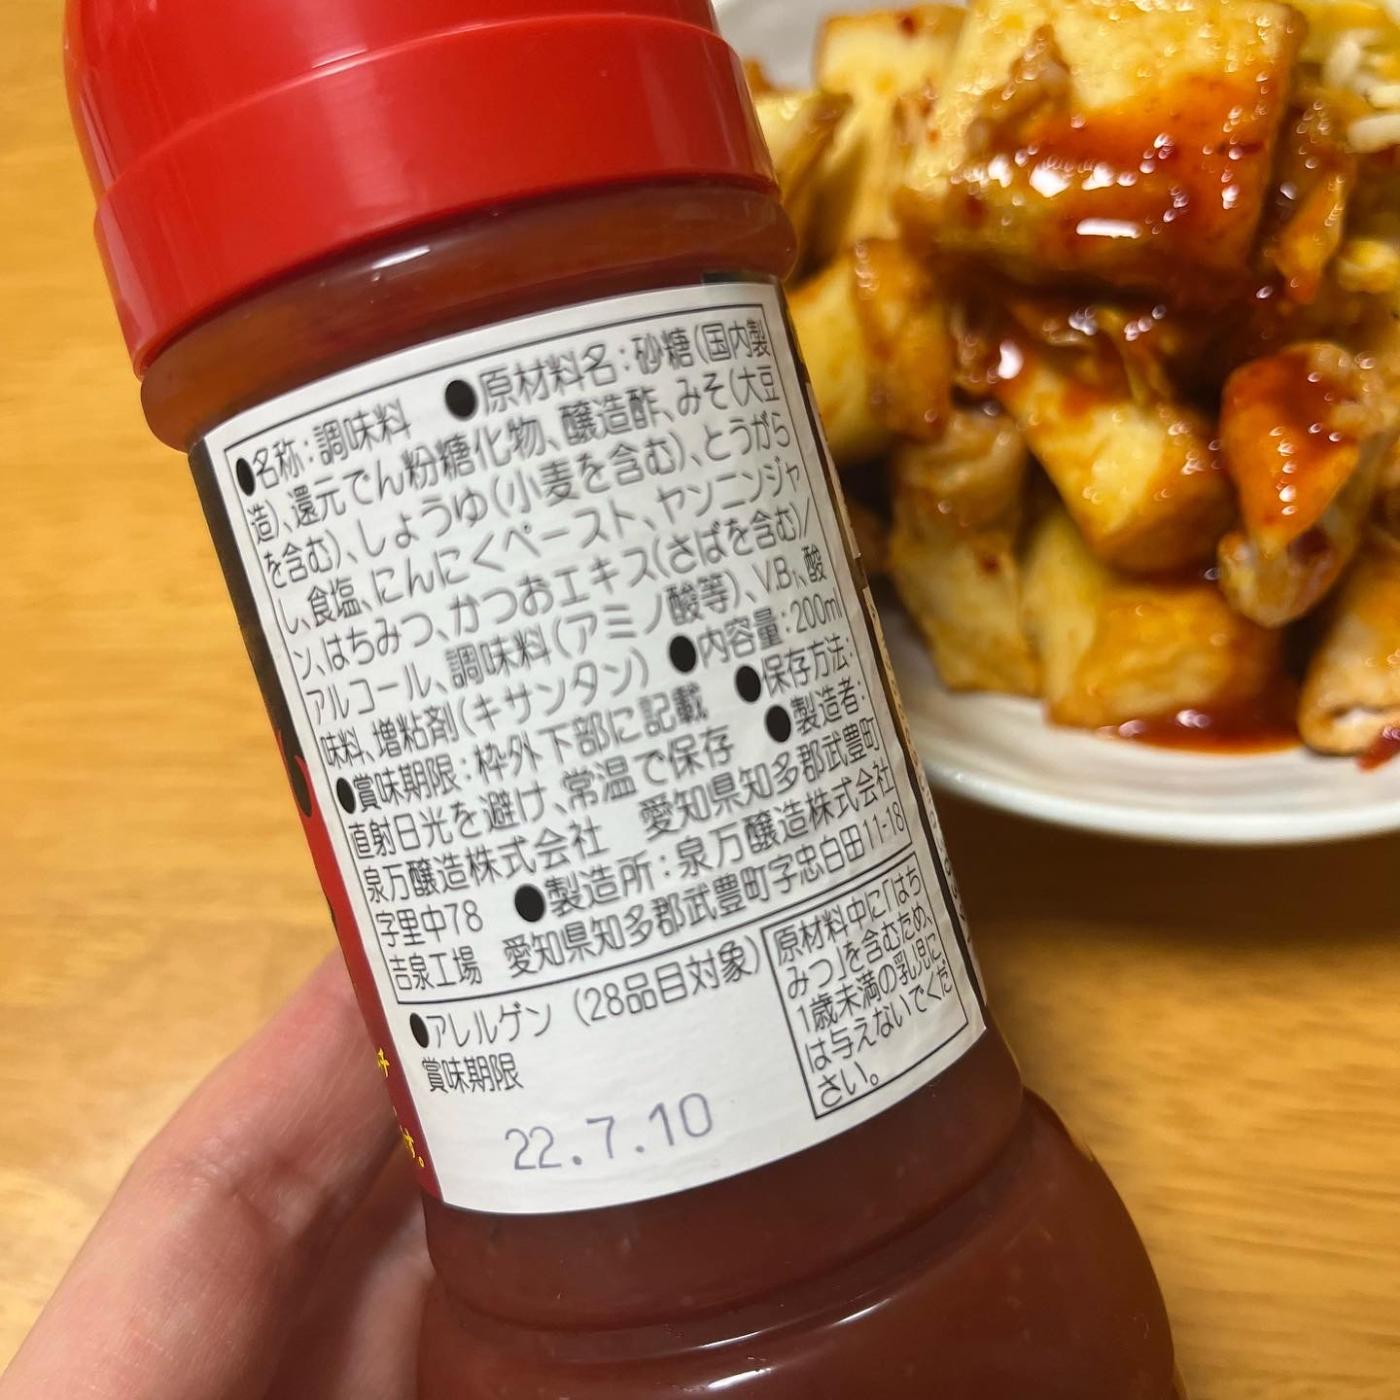 ●名称：調味料　●原材料名：砂糖（国内製
造）、還元でん粉糖化物、醸造酢、みそ（大豆
を含む）、しょうゆ（小麦を含む）、とうがら
し、食塩、にんにくペースト、ヤンニンジャ
ン、はちみつ、かつおエキス（さばを含む）／
アルコール、調味料（アミノ酸等）、V.B₁、酸
味料、増粘剤（キサンタン）　●内容量：200ml
●賞味期限：枠外下部に記載　●保存方法：
直射日光を避け、常温で保存　●製造者：
泉万醸造株式会社　愛知県知多郡武豊町
字里中78　●製造所：泉万醸造株式会社
吉泉工場　愛知県知多郡武豊町字忠白田11-18
●アレルゲン（28品目対象）
賞味期限
22.7.10
原材料中に「はち
みつ」を含むため、
1歳未満の乳児に
は与えないでくだ
さい。